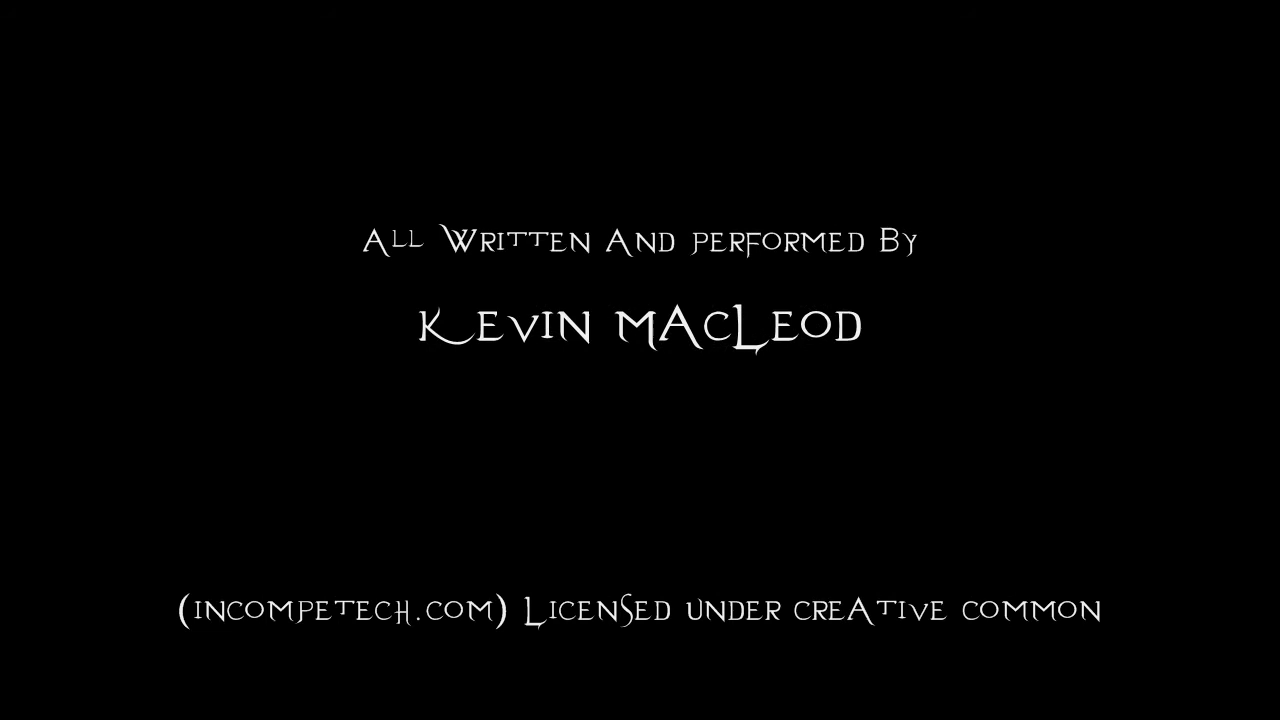 All Written And performed By
Kevin MacLeod
(incompetech.com) Licensed under creative common